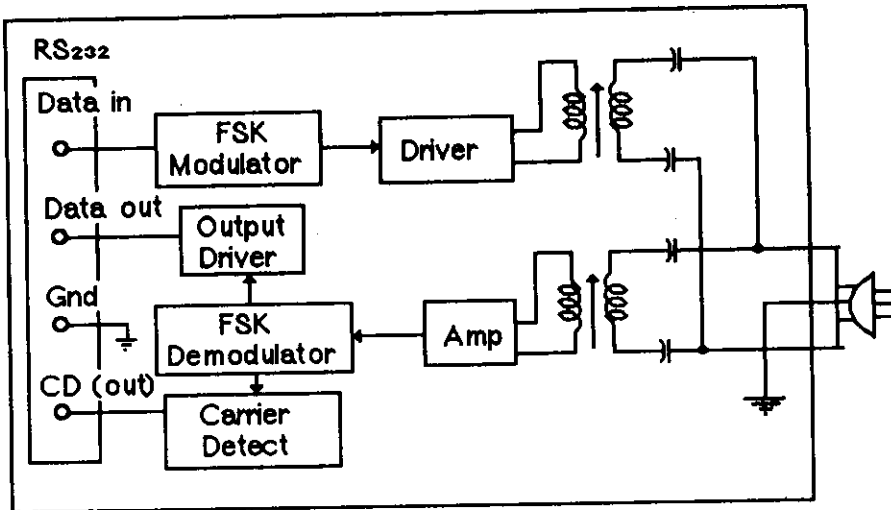 RS232
Data in
FSK
Modulator
Driver
Data out
Output
Driver
Gnd
FSK
Demodulator
Amp
CD (out)
Carrier
Detect